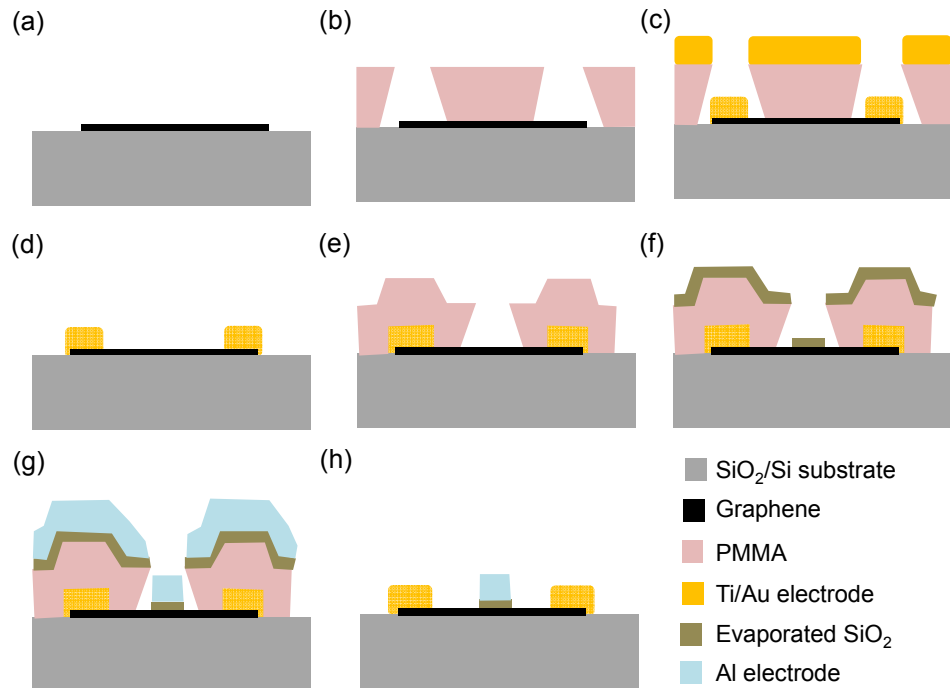 (a)
(b)
(c)
(d)
(e)
(f)
(g)
(h)
SiO₂/Si substrate
Graphene
PMMA
Ti/Au electrode
Evaporated SiO₂
Al electrode